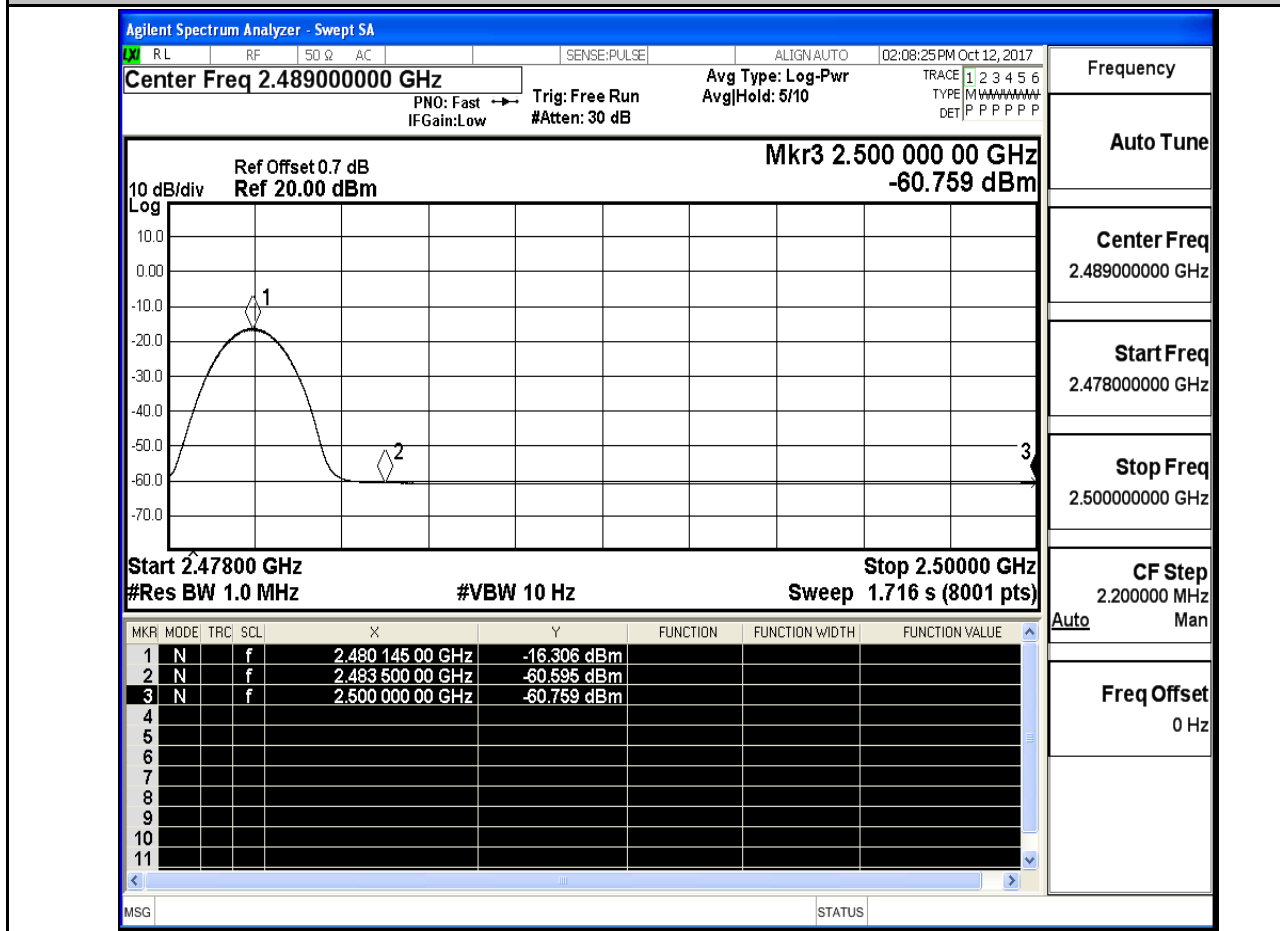 Agilent Spectrum Analyzer - Swept SA
LXI RL RF 50 Ω AC SENSE:PULSE ALIGN AUTO 02:08:25 PM Oct 12, 2017
Center Freq 2.489000000 GHz
PNO: Fast
IFGain:Low
Trig: Free Run
#Atten: 30 dB
Avg Type: Log-Pwr
Avg|Hold: 5/10
TRACE 1 2 3 4 5 6
TYPE M W W W W W
DET P P P P P P
Ref Offset 0.7 dB
10 dB/div Ref 20.00 dBm
Log
Mkr3 2.500 000 00 GHz
-60.759 dBm
10.0
0.00
-10.0
-20.0
-30.0
-40.0
-50.0
-60.0
-70.0
1
2
3
Start 2.47800 GHz Stop 2.50000 GHz
#Res BW 1.0 MHz #VBW 10 Hz Sweep 1.716 s (8001 pts)
MKR MODE TRC SCL X Y FUNCTION FUNCTION WIDTH FUNCTION VALUE
1 N f 2.480 145 00 GHz -16.306 dBm
2 N f 2.483 500 00 GHz -60.595 dBm
3 N f 2.500 000 00 GHz -60.759 dBm
4
5
6
7
8
9
10
11
MSG STATUS
Frequency
Auto Tune
Center Freq
2.489000000 GHz
Start Freq
2.478000000 GHz
Stop Freq
2.500000000 GHz
CF Step
2.200000 MHz
Auto Man
Freq Offset
0 Hz